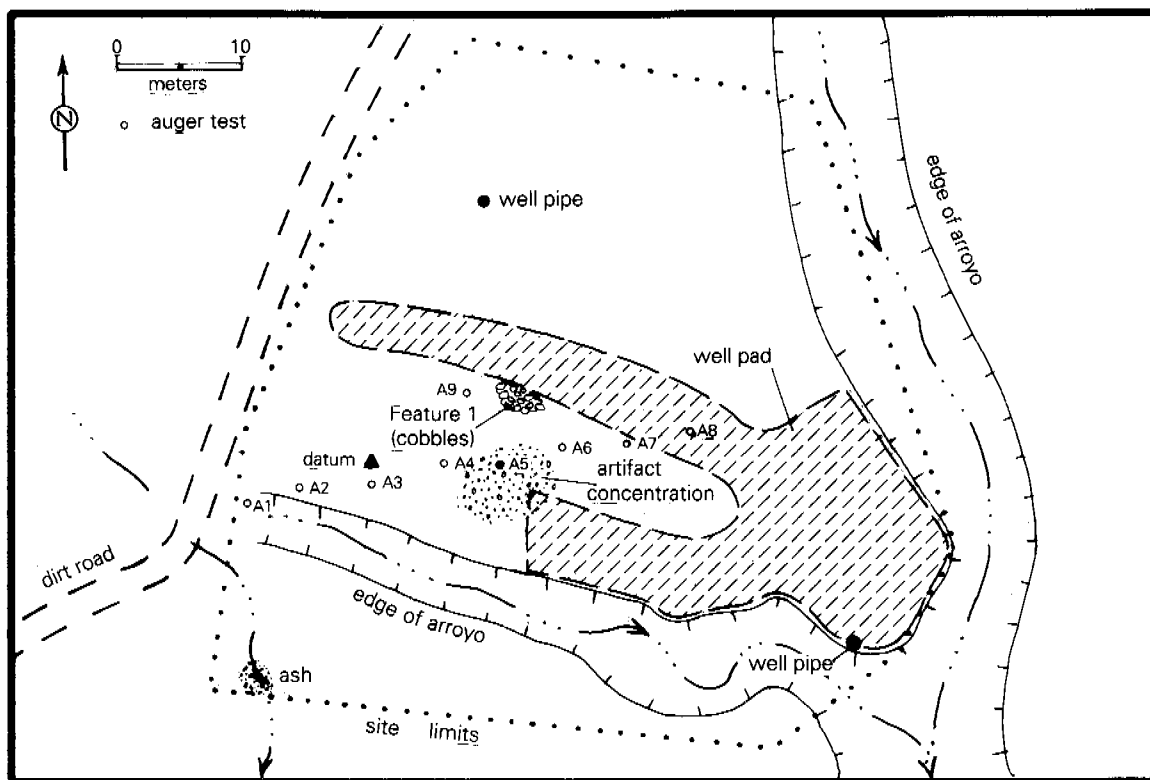 0 10
meters
N
auger test
well pipe
edge of arroyo
well pad
A9
Feature 1
(cobbles)
A6
A7
A8
datum
A4
A5
artifact
concentration
A3
A2
A1
dirt road
edge of arroyo
well pipe
ash
site limits